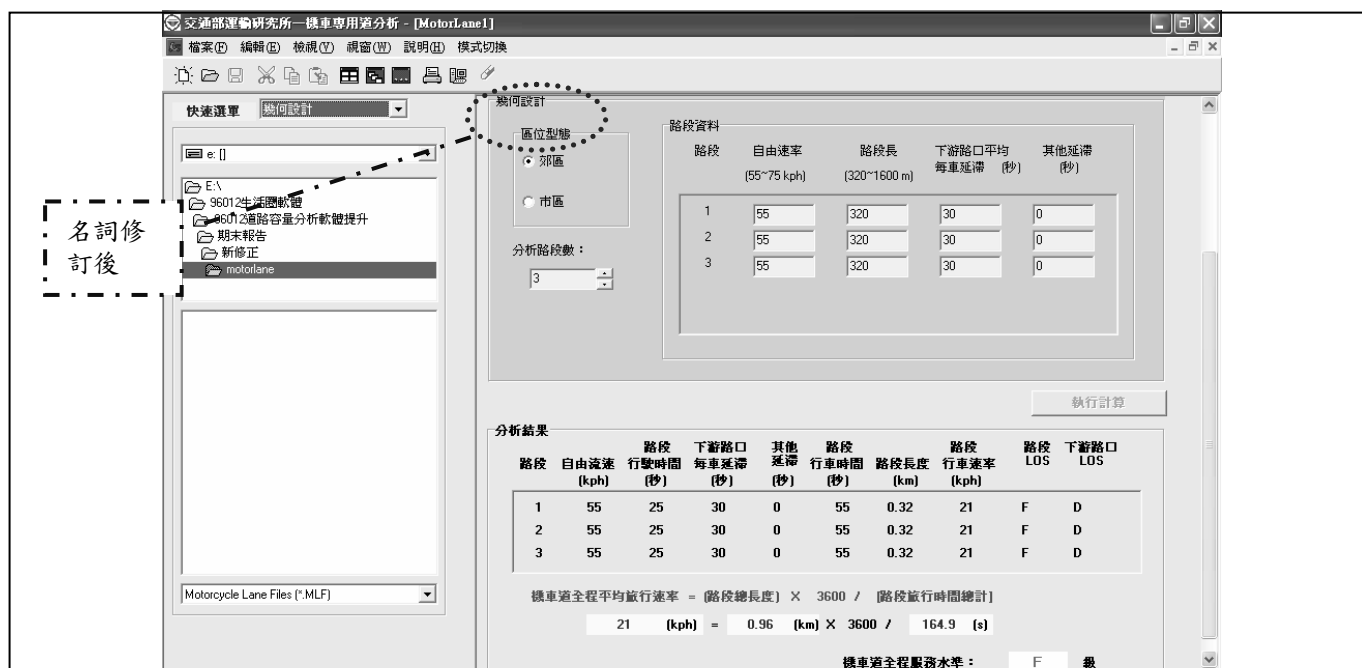 交通部運輸研究所—機車專用道分析 - [MotorLane1]
檔案(F) 編輯(E) 檢視(V) 視窗(W) 說明(H) 模式切換
快速選單 幾何設計
e: []
E:\
96012生活圈軟體
96012道路容量分析軟體提升
期末報告
新修正
motorlane
名詞修
訂後
Motorcycle Lane Files (*.MLF)
幾何設計
區位型態
郊區
市區
分析路段數：
3
路段資料
路段 自由速率 路段長 下游路口平均 其他延滯
(55~75 kph) (320~1600 m) 每車延滯 (秒) (秒)
1 55 320 30 0
2 55 320 30 0
3 55 320 30 0
執行計算
分析結果
路段 下游路口 其他 路段 路段 路段 下游路口
路段 自由流速 行駛時間 每車延滯 延滯 行車時間 路段長度 行車速率 LOS LOS
(kph) (秒) (秒) (秒) (秒) (km) (kph)
1 55 25 30 0 55 0.32 21 F D
2 55 25 30 0 55 0.32 21 F D
3 55 25 30 0 55 0.32 21 F D
機車道全程平均旅行速率 = (路段總長度) X 3600 / (路段旅行時間總計)
21 (kph) = 0.96 (km) X 3600 / 164.9 (s)
機車道全程服務水準： F 級